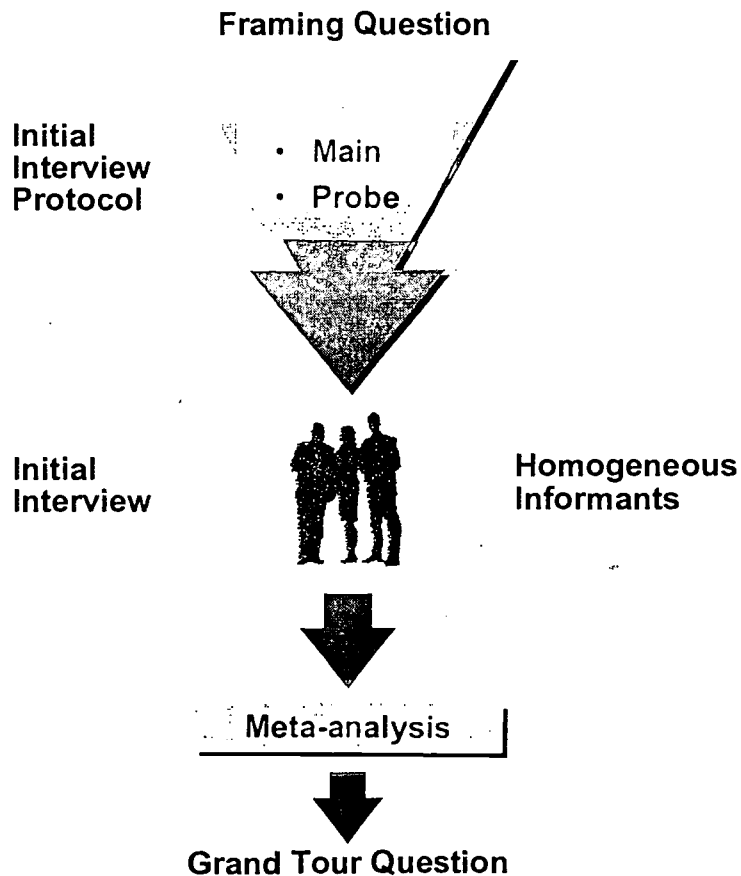 Framing Question
Initial
Interview
Protocol
• Main
• Probe
Initial
Interview
Homogeneous
Informants
Meta-analysis
Grand Tour Question